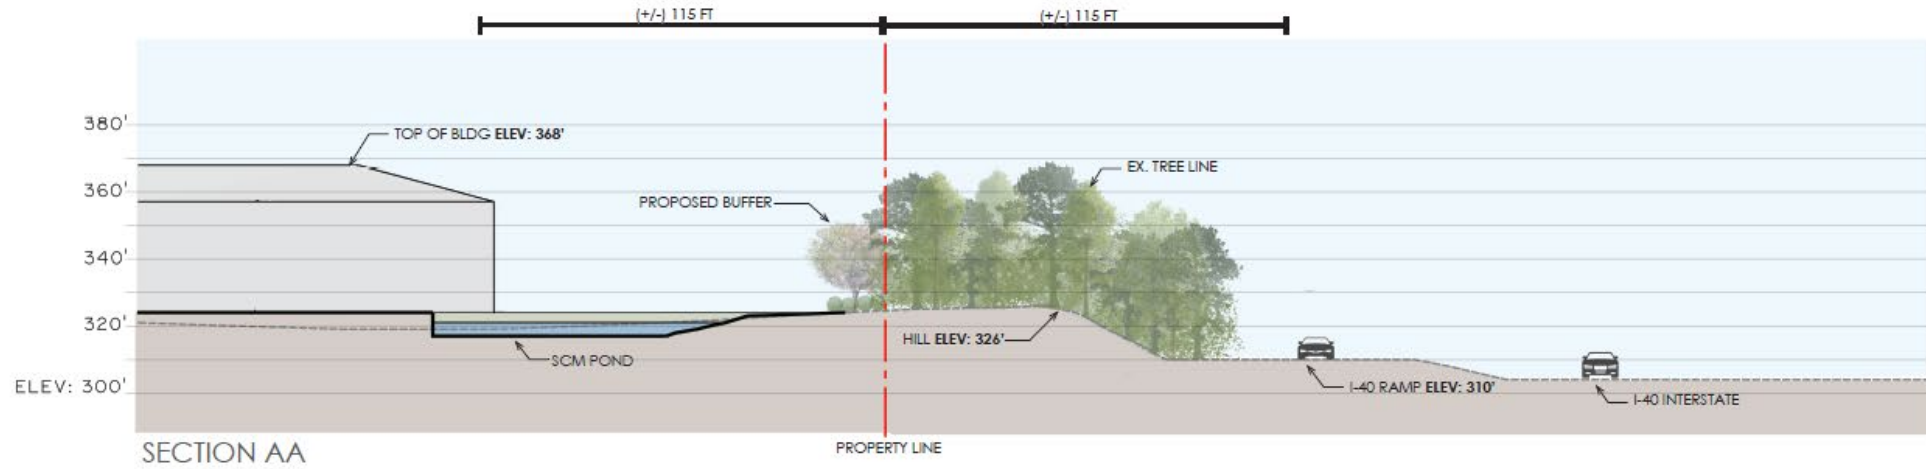 (+/-) 115 FT
(+/-) 115 FT
380'
TOP OF BLDG ELEV: 368'
EX. TREE LINE
360'
PROPOSED BUFFER
340'
320'
HILL ELEV: 326'
SCM POND
ELEV: 300'
I-40 RAMP ELEV: 310'
I-40 INTERSTATE
PROPERTY LINE
SECTION AA